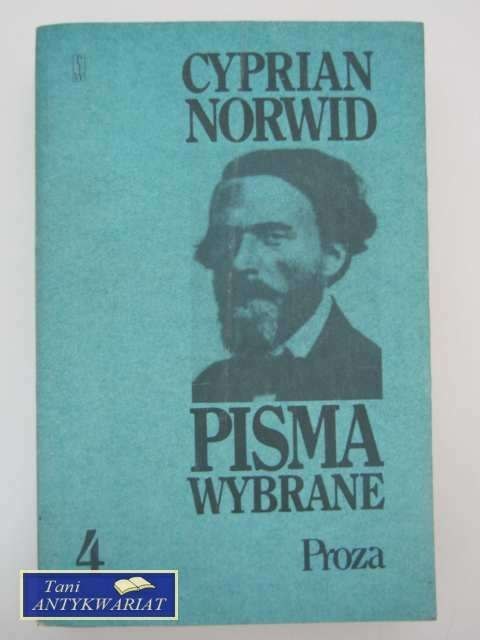 CYPRIAN
NORWID
PISMA
WYBRANE
4
Proza
Tani
ANTYKWARIAT